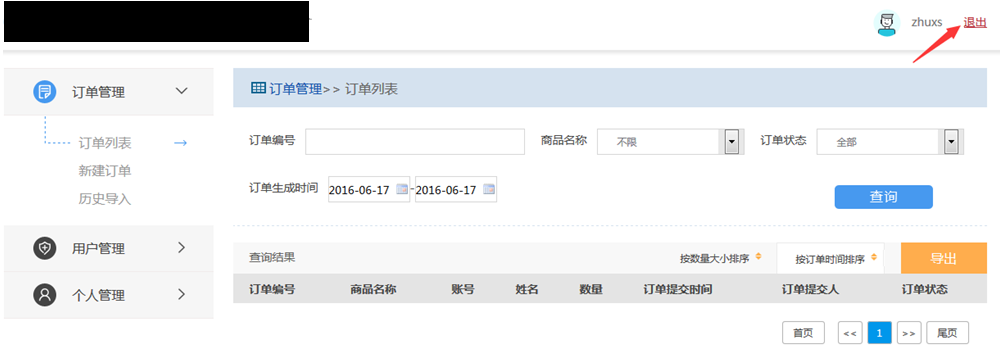 zhuxs 退出
订单管理
订单列表
新建订单
历史导入
用户管理
个人管理
订单管理>> 订单列表
订单编号 商品名称 不限 订单状态 全部
订单生成时间 2016-06-17 - 2016-06-17 查询
查询结果 按数量大小排序 按订单时间排序 导出
订单编号 商品名称 账号 姓名 数量 订单提交时间 订单提交人 订单状态
首页 << 1 >> 尾页